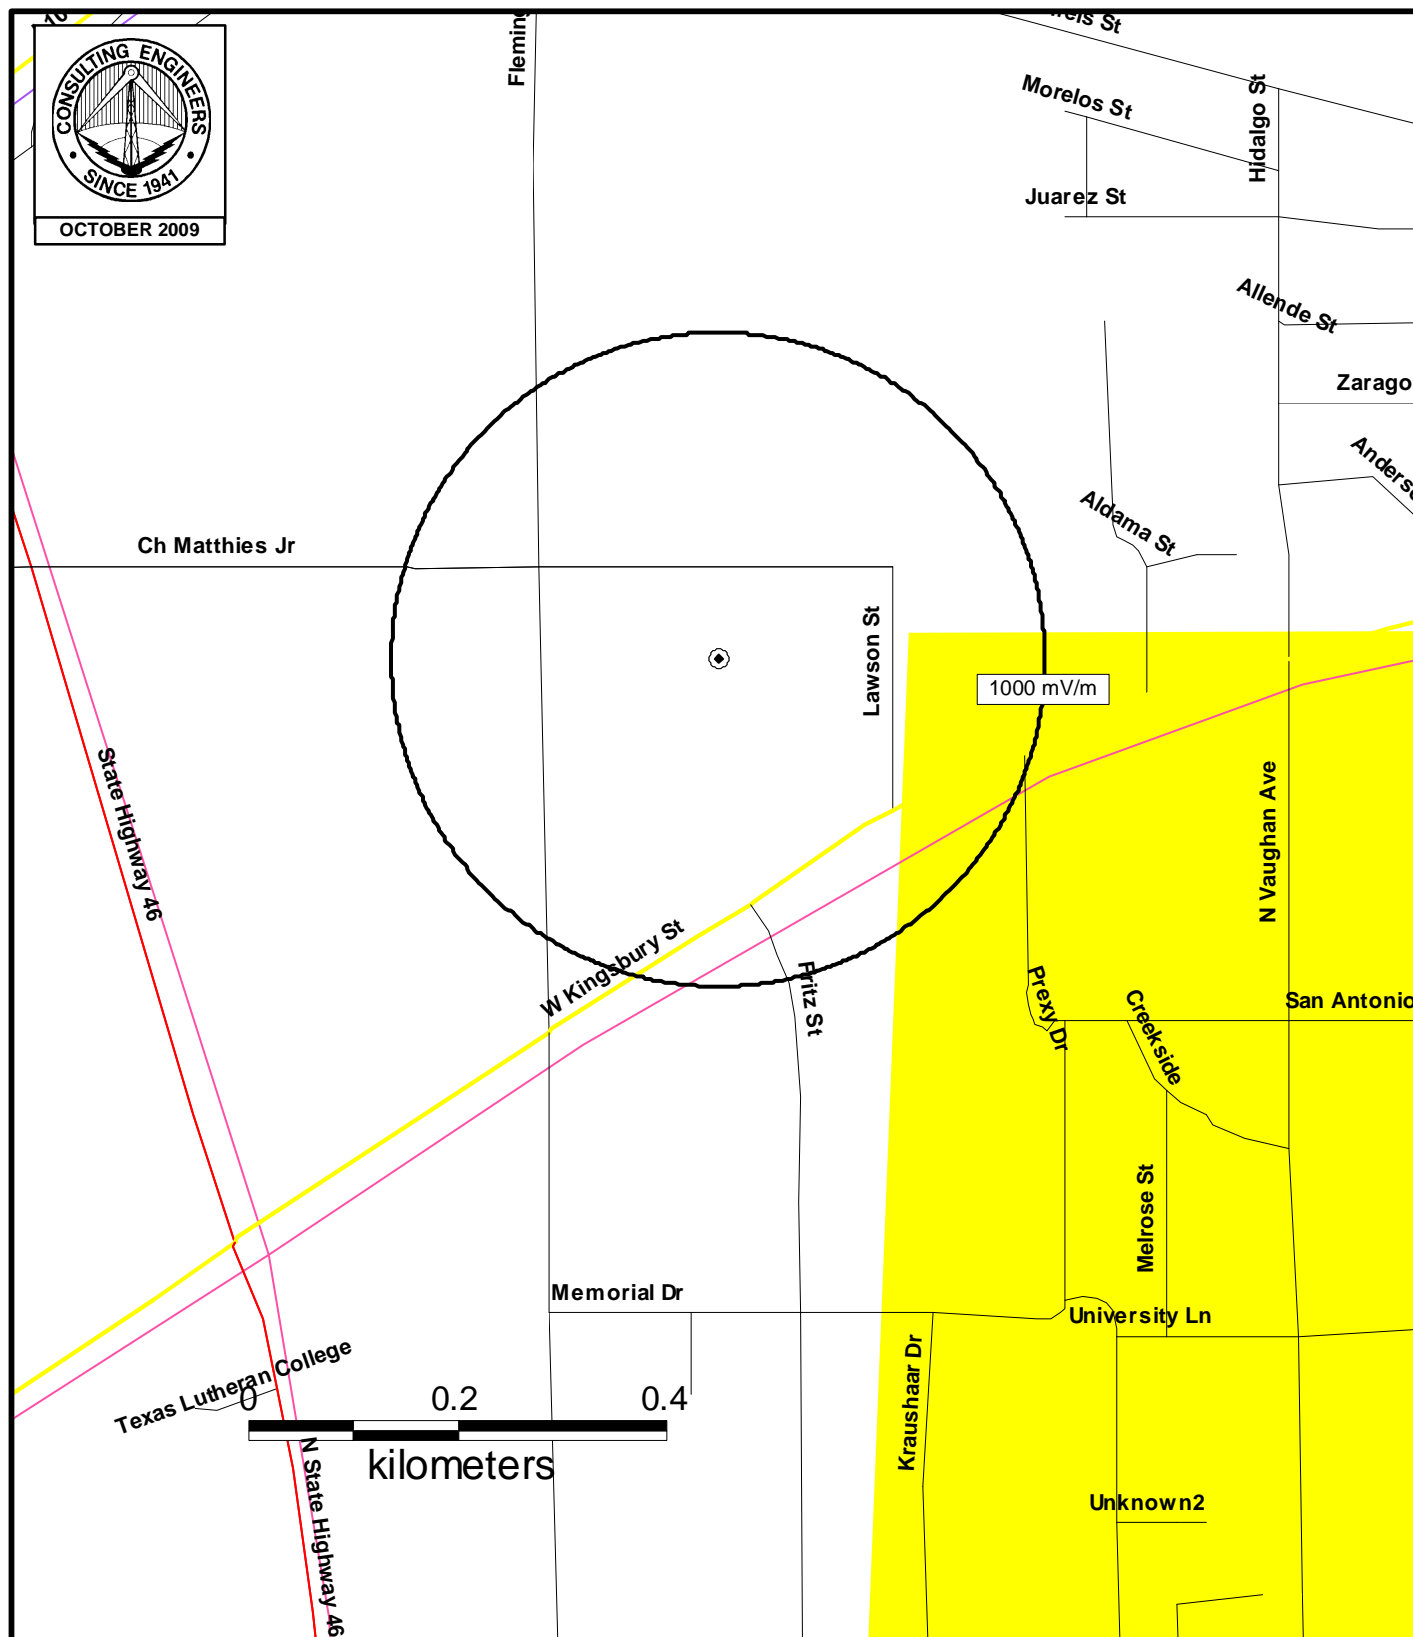 CONSULTING ENGINEERS
SINCE 1941
OCTOBER 2009
Fleming
Morelos St
Hidalgo St
Juarez St
Allende St
Zarago
Anderso
Aldama St
Ch Matthies Jr
Lawson St
1000 mV/m
State Highway 46
N Vaughan Ave
W Kingsbury St
Fritz St
Prexy Dr
Creekside
San Antonio
Melrose St
Memorial Dr
University Ln
Kraushaar Dr
Texas Lutheran College
0 0.2 0.4
kilometers
N State Highway 46
Unknown2